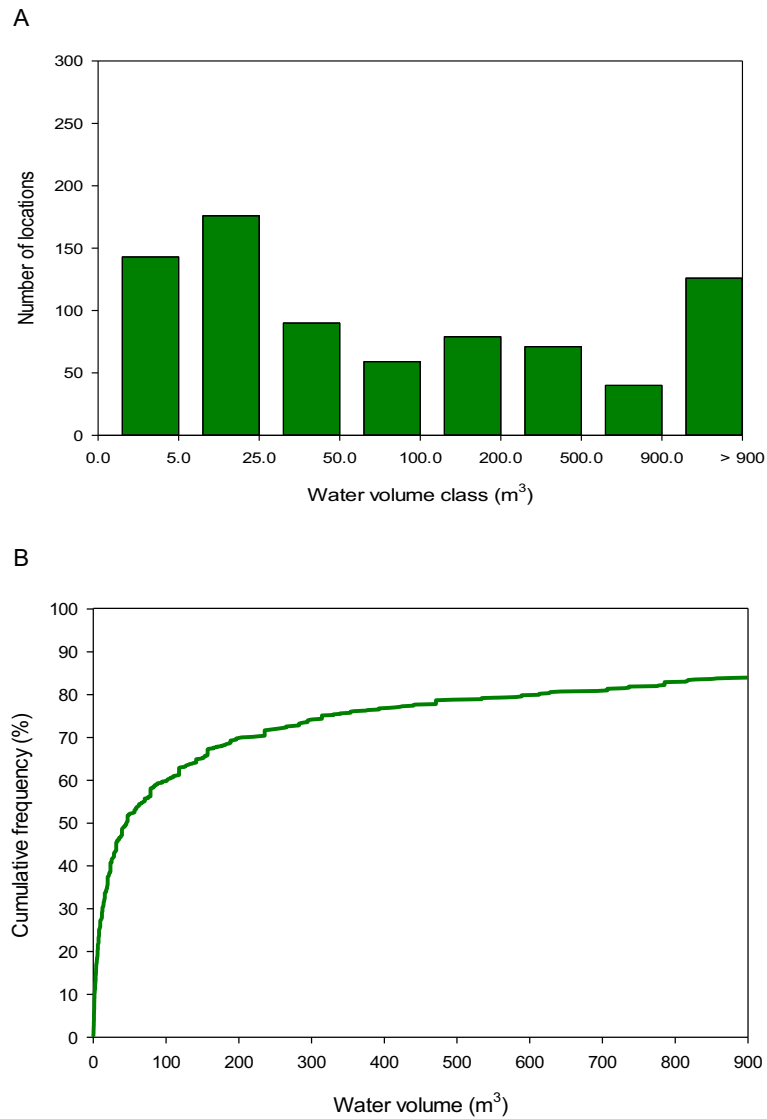 A
300
250
200
150
100
50
0
Number of locations
0.0 5.0 25.0 50.0 100.0 200.0 500.0 900.0 > 900
Water volume class (m³)
B
100
90
80
70
60
50
40
30
20
10
0
Cumulative frequency (%)
0 100 200 300 400 500 600 700 800 900
Water volume (m³)